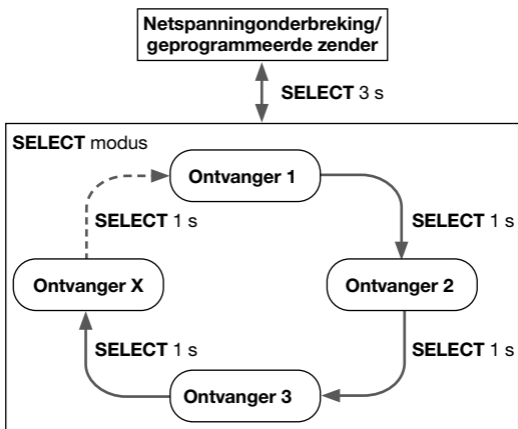 Netspanningonderbreking/
geprogrammeerde zender
SELECT 3 s
SELECT modus
Ontvanger 1
SELECT 1 s
SELECT 1 s
Ontvanger X
Ontvanger 2
SELECT 1 s
SELECT 1 s
Ontvanger 3